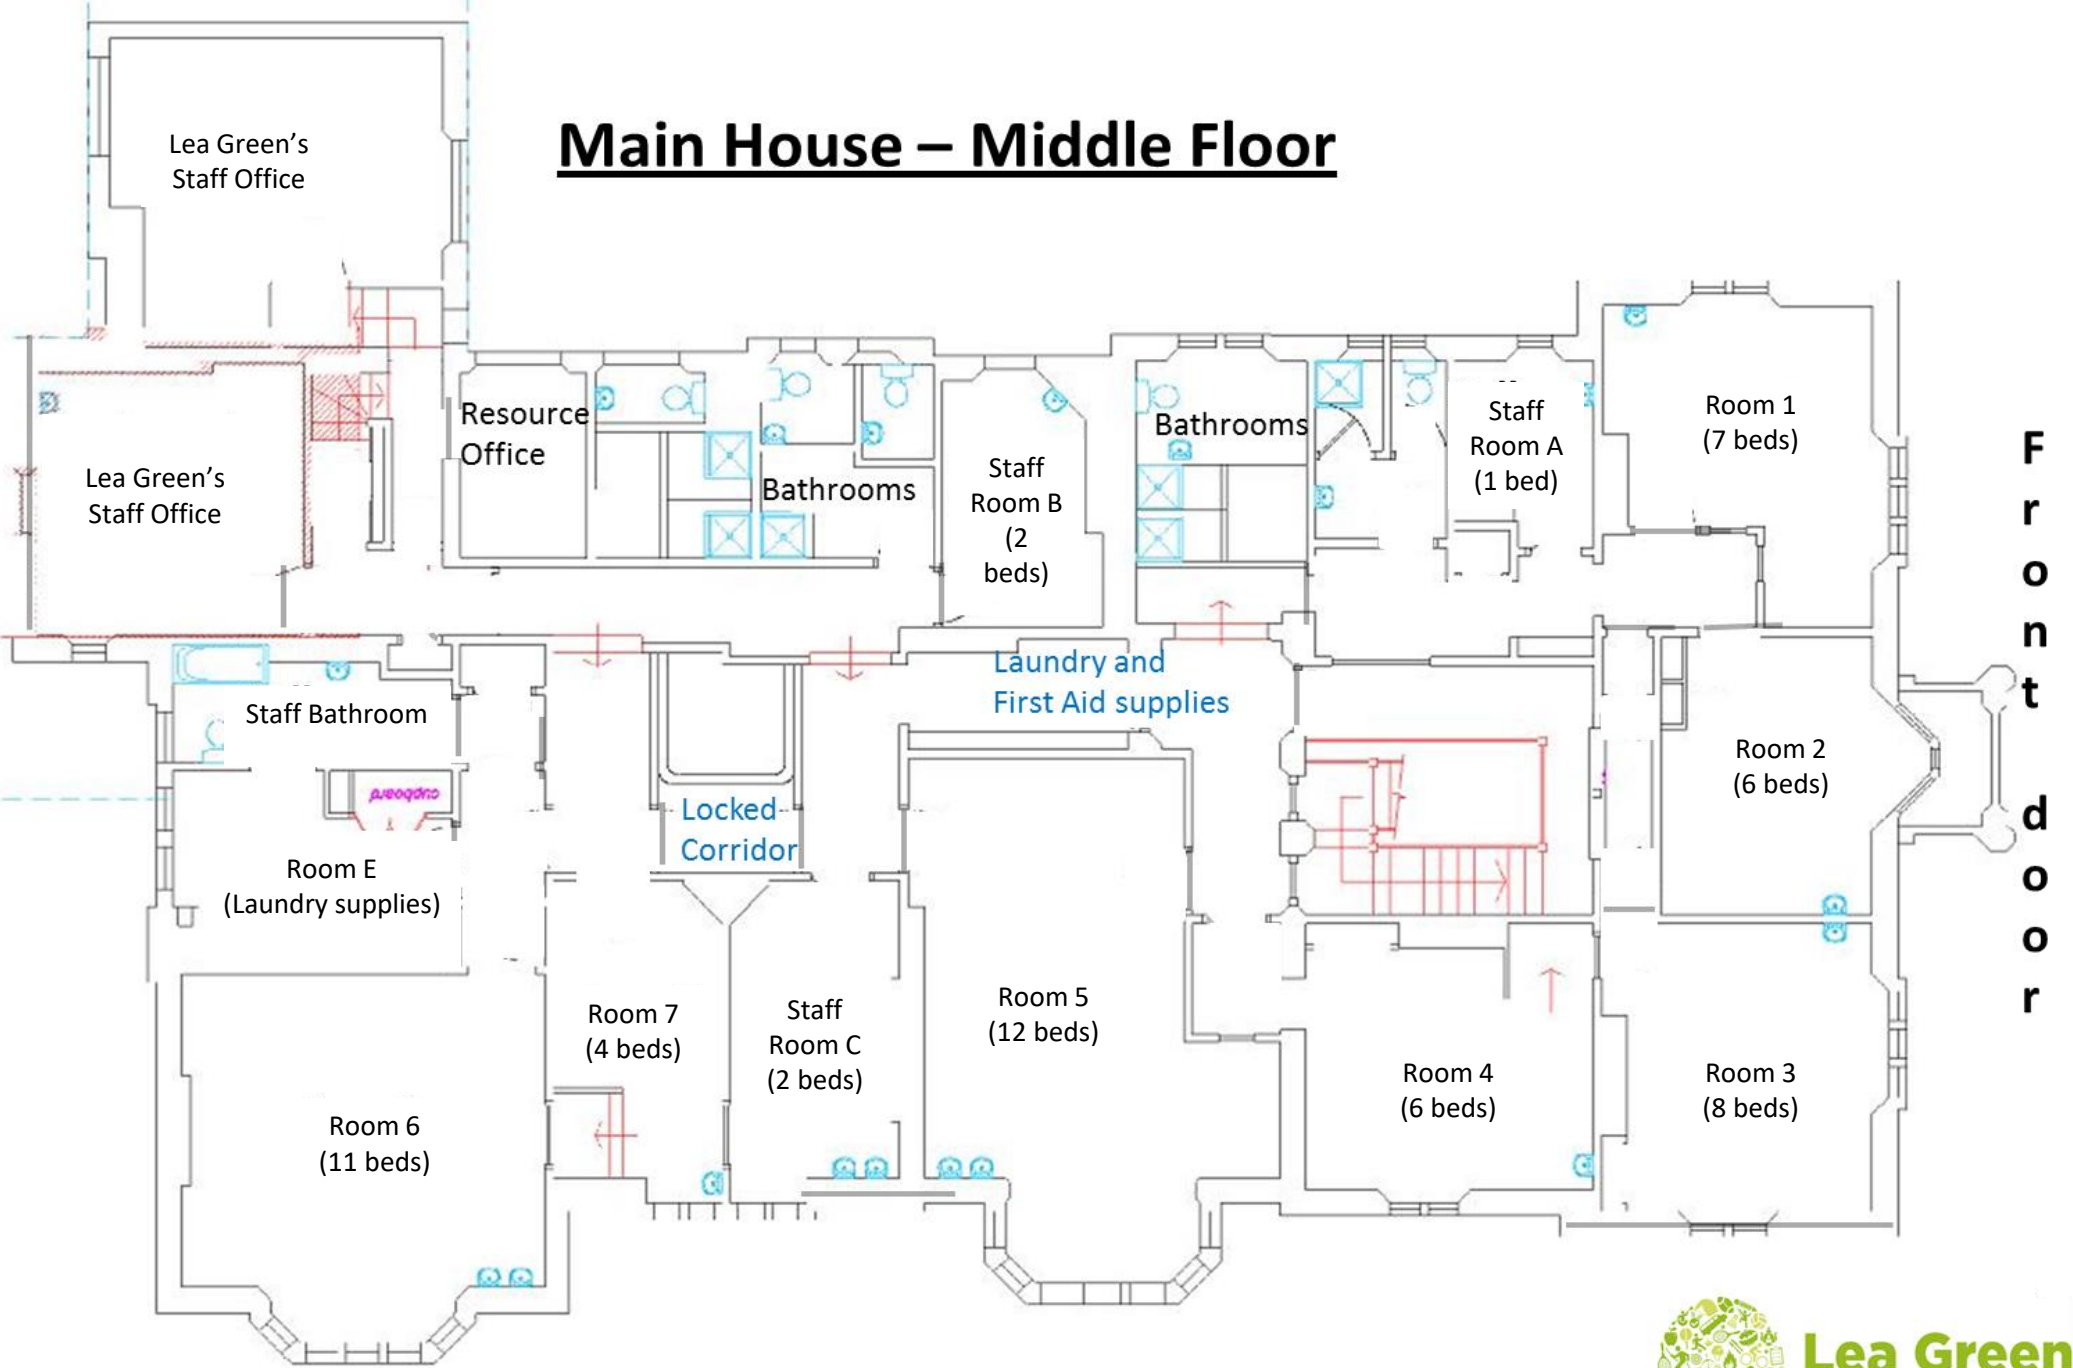 Main House – Middle Floor
Lea Green’s
Staff Office
Lea Green’s
Staff Office
Resource
Office
Bathrooms
Staff
Room B
(2
beds)
Bathrooms
Staff
Room A
(1 bed)
Room 1
(7 beds)
Front door
Laundry and
First Aid supplies
Staff Bathroom
cupboard
Room E
(Laundry supplies)
Locked
Corridor
Room 2
(6 beds)
Room 7
(4 beds)
Staff
Room C
(2 beds)
Room 5
(12 beds)
Room 4
(6 beds)
Room 3
(8 beds)
Room 6
(11 beds)
Lea Green